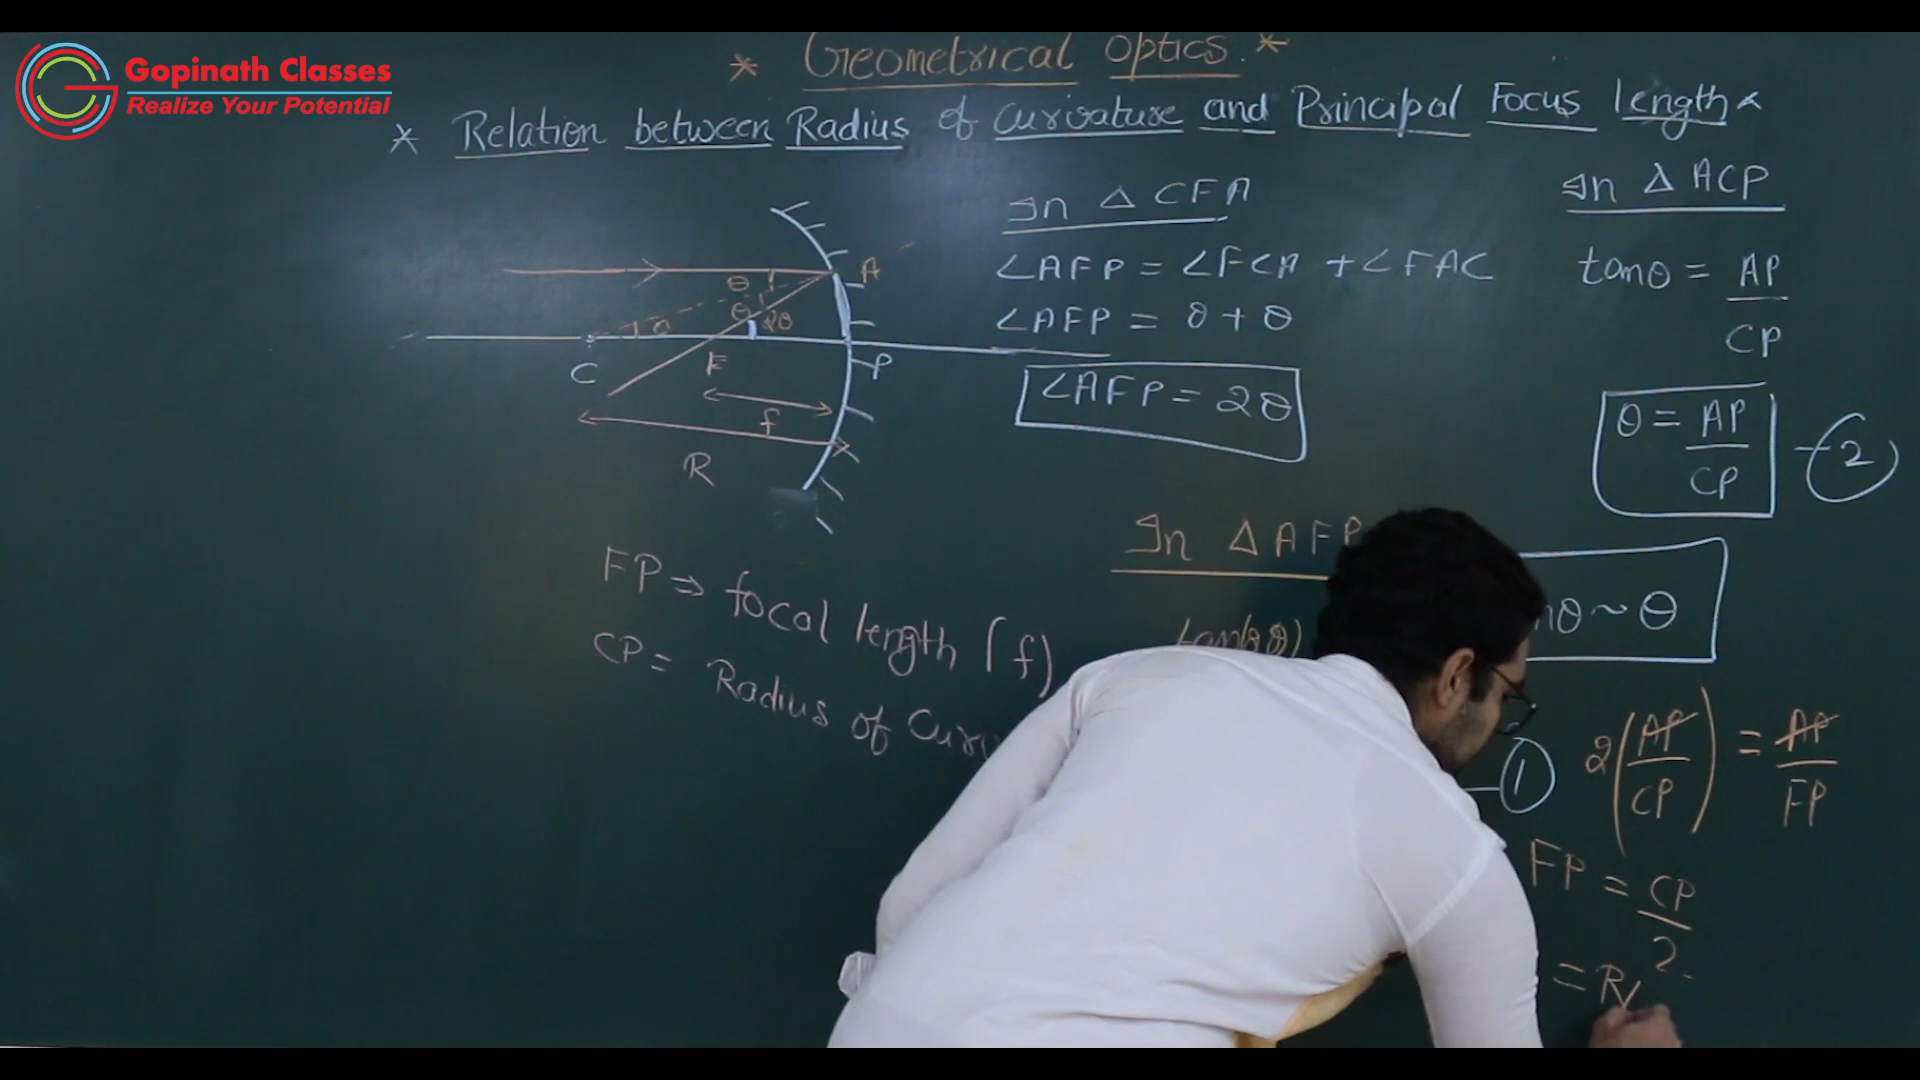 Gopinath Classes
Realize Your Potential
* Geometrical Optics. *
* Relation between Radius of Curvature and Principal Focus length *
A
θ
θ
θ
2θ
C
F
P
f
R
FP ⇒ focal length (f)
CP = Radius of
In Δ CFA
∠AFP = ∠FCA + ∠FAC
∠AFP = θ + θ
∠AFP = 2θ
In Δ AFP
tan(2θ)
In Δ ACP
tanθ = AP
CP
θ = AP
CP
- 2
θ ~ θ
- 1
2(AP/CP) = AP/FP
FP = CP
2
= R/